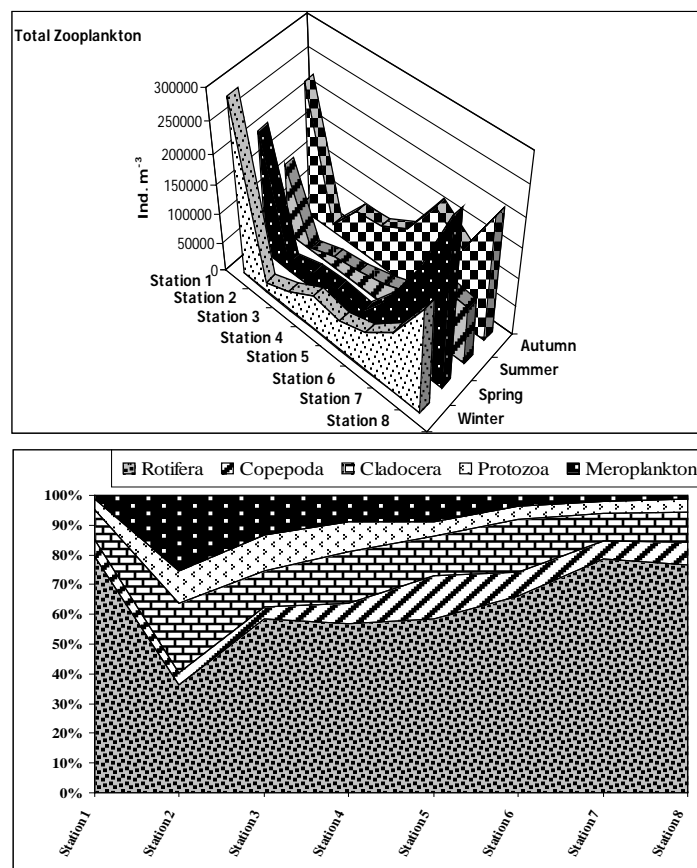 Total Zooplankton
300000
250000
200000
150000
100000
50000
0
Ind. m⁻³
Station 1
Station 2
Station 3
Station 4
Station 5
Station 6
Station 7
Station 8
Autumn
Summer
Spring
Winter
Rotifera Copepoda Cladocera Protozoa Meroplankton
100%
90%
80%
70%
60%
50%
40%
30%
20%
10%
0%
Station 1 Station 2 Station 3 Station 4 Station 5 Station 6 Station 7 Station 8